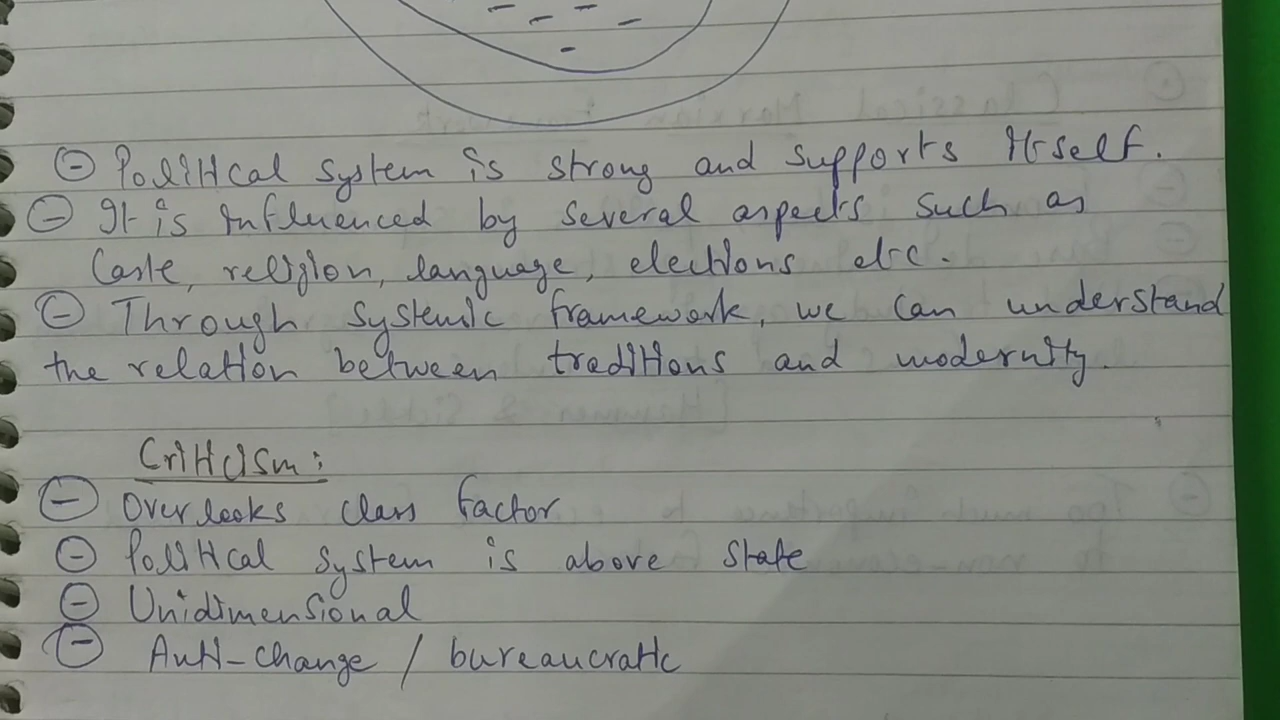 ⊖ Political system is strong and supports itself.
⊖ It is influenced by several aspects such as
Caste, religion, language, elections etc.
⊖ Through systemic framework, we can understand
the relation between traditions and modernity.
Criticism:
⊖ Overlooks class factor
⊖ Political system is above state
⊖ Unidimensional
⊖ Anti-change / bureaucratic